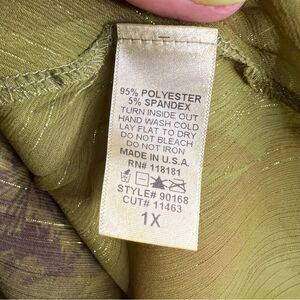 95% POLYESTER
5% SPANDEX
TURN INSIDE OUT
HAND WASH COLD
LAY FLAT TO DRY
DO NOT BLEACH
DO NOT IRON
MADE IN U.S.A.
RN# 118181
STYLE# 90168
CUT# 11463
1X